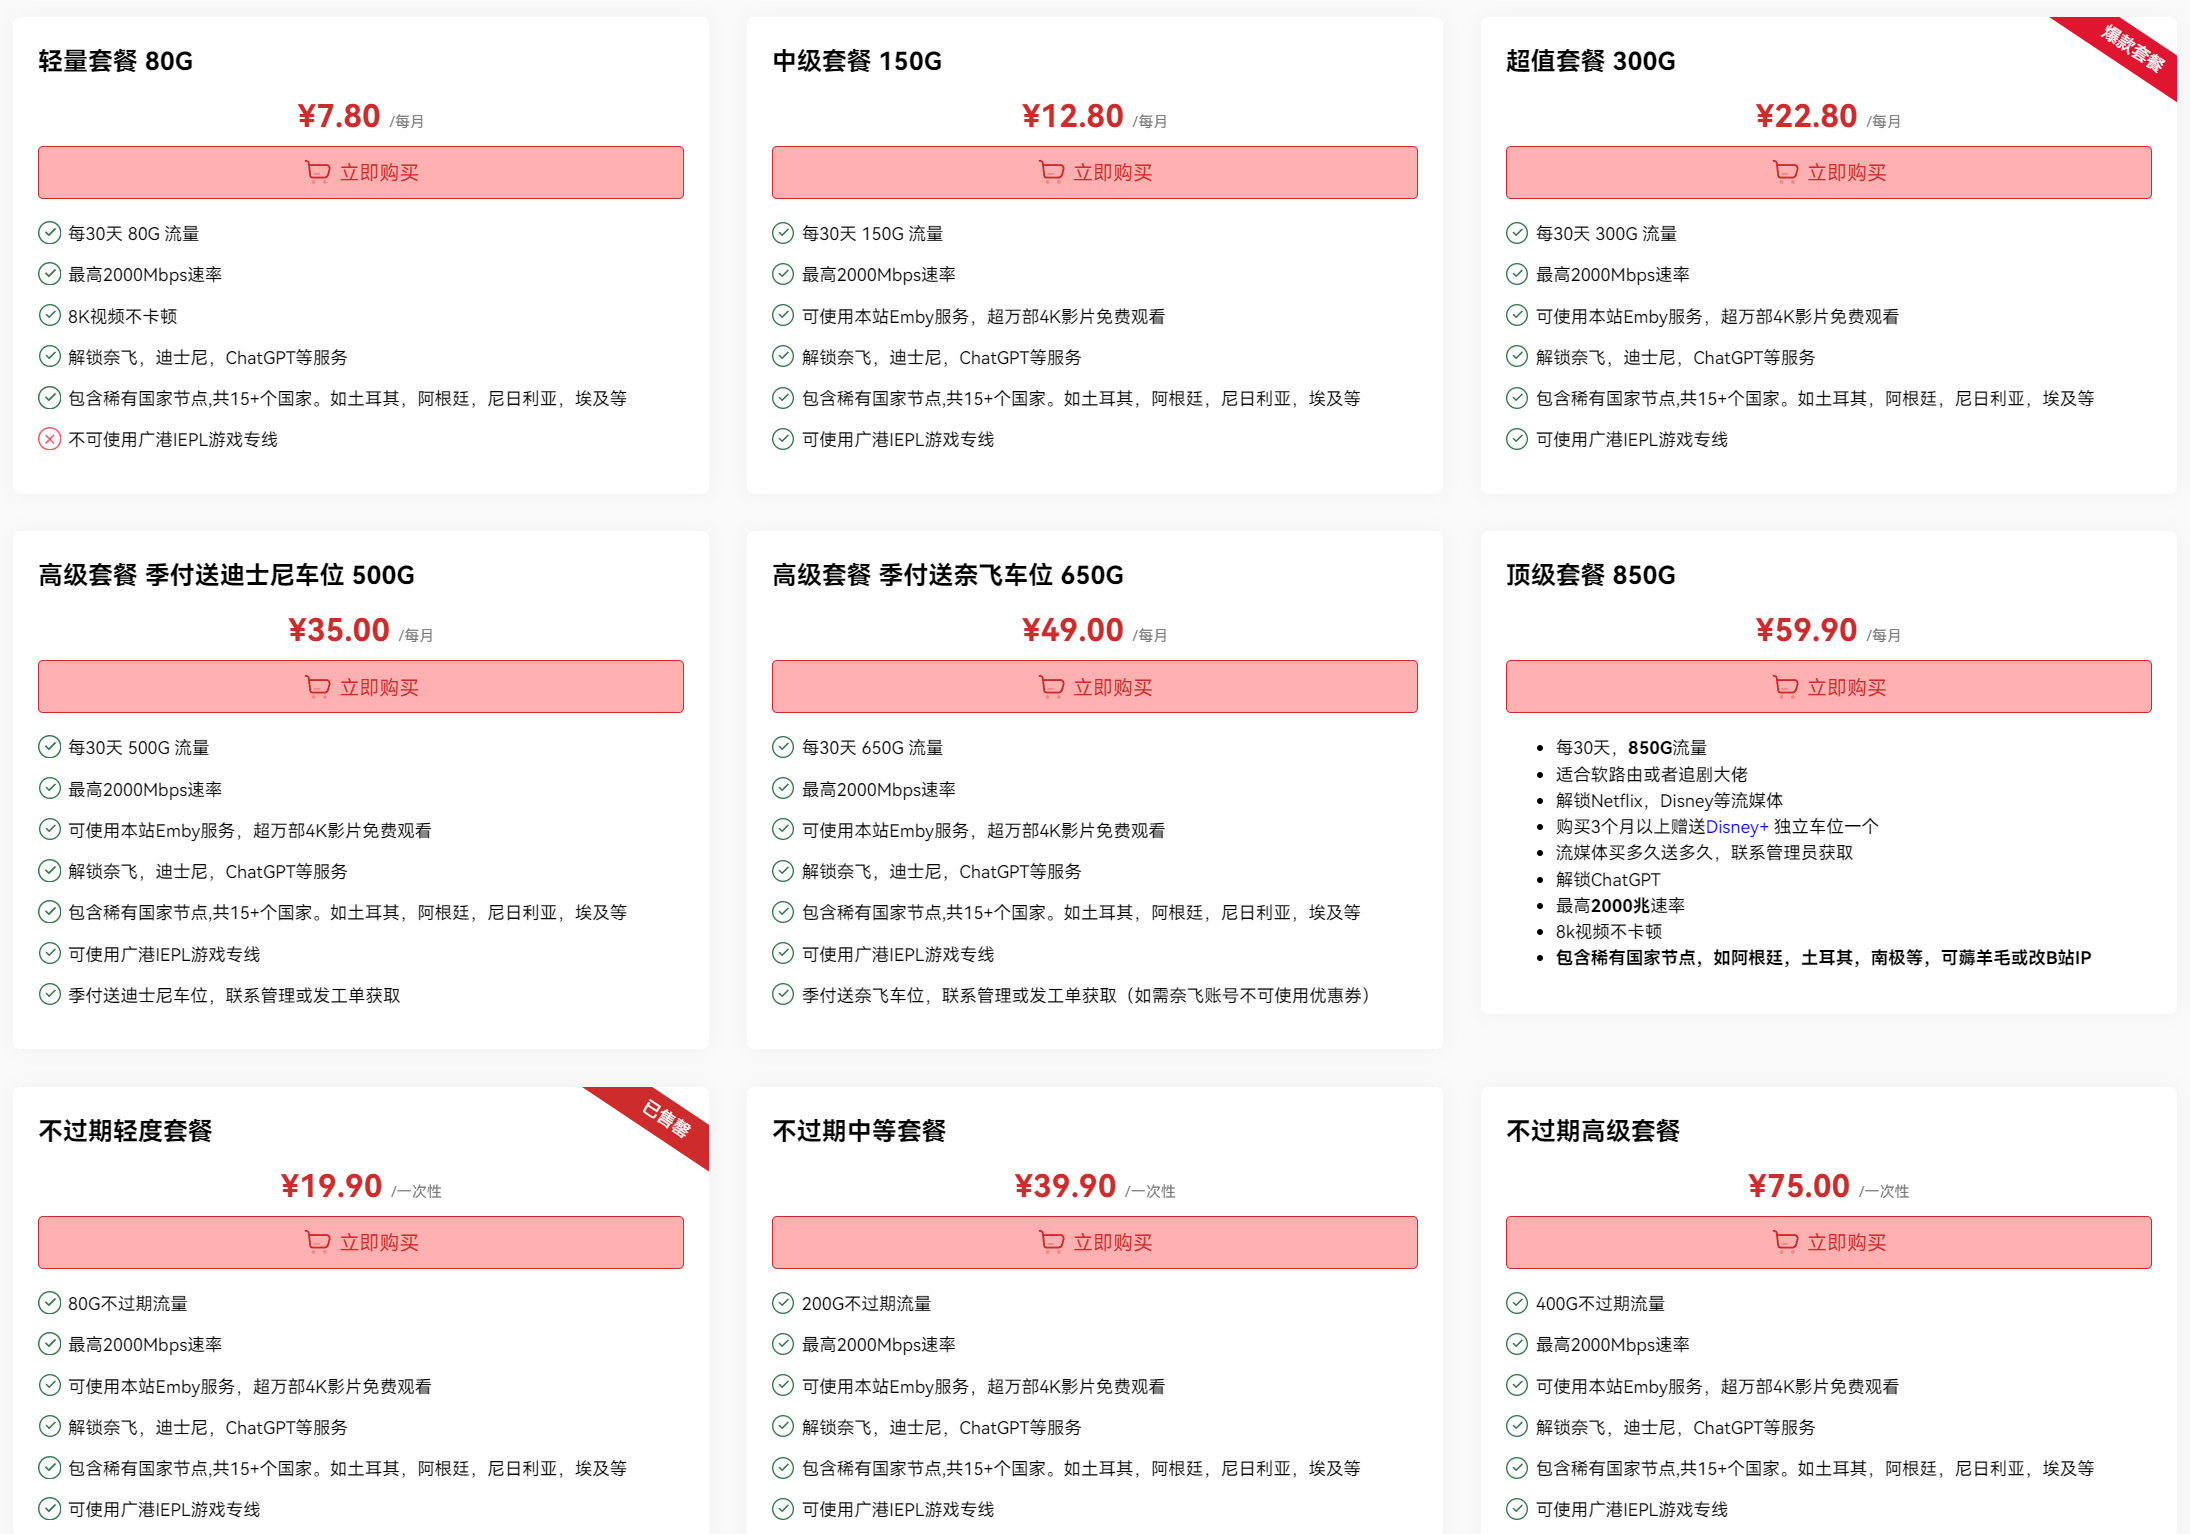 轻量套餐 80G
¥7.80 /每月
立即购买
每30天 80G 流量
最高2000Mbps速率
8K视频不卡顿
解锁奈飞，迪士尼，ChatGPT等服务
包含稀有国家节点,共15+个国家。如土耳其，阿根廷，尼日利亚，埃及等
不可使用广港IEPL游戏专线
中级套餐 150G
¥12.80 /每月
立即购买
每30天 150G 流量
最高2000Mbps速率
可使用本站Emby服务，超万部4K影片免费观看
解锁奈飞，迪士尼，ChatGPT等服务
包含稀有国家节点,共15+个国家。如土耳其，阿根廷，尼日利亚，埃及等
可使用广港IEPL游戏专线
爆款套餐
超值套餐 300G
¥22.80 /每月
立即购买
每30天 300G 流量
最高2000Mbps速率
可使用本站Emby服务，超万部4K影片免费观看
解锁奈飞，迪士尼，ChatGPT等服务
包含稀有国家节点,共15+个国家。如土耳其，阿根廷，尼日利亚，埃及等
可使用广港IEPL游戏专线
高级套餐 季付送迪士尼车位 500G
¥35.00 /每月
立即购买
每30天 500G 流量
最高2000Mbps速率
可使用本站Emby服务，超万部4K影片免费观看
解锁奈飞，迪士尼，ChatGPT等服务
包含稀有国家节点,共15+个国家。如土耳其，阿根廷，尼日利亚，埃及等
可使用广港IEPL游戏专线
季付送迪士尼车位，联系管理或发工单获取
高级套餐 季付送奈飞车位 650G
¥49.00 /每月
立即购买
每30天 650G 流量
最高2000Mbps速率
可使用本站Emby服务，超万部4K影片免费观看
解锁奈飞，迪士尼，ChatGPT等服务
包含稀有国家节点,共15+个国家。如土耳其，阿根廷，尼日利亚，埃及等
可使用广港IEPL游戏专线
季付送奈飞车位，联系管理或发工单获取（如需奈飞账号不可使用优惠券）
顶级套餐 850G
¥59.90 /每月
立即购买
每30天，850G流量
适合软路由或者追剧大佬
解锁Netflix，Disney等流媒体
购买3个月以上赠送Disney+ 独立车位一个
流媒体买多久送多久，联系管理员获取
解锁ChatGPT
最高2000兆速率
8k视频不卡顿
包含稀有国家节点，如阿根廷，土耳其，南极等，可薅羊毛或改B站IP
已售罄
不过期轻度套餐
¥19.90 /一次性
立即购买
80G不过期流量
最高2000Mbps速率
可使用本站Emby服务，超万部4K影片免费观看
解锁奈飞，迪士尼，ChatGPT等服务
包含稀有国家节点,共15+个国家。如土耳其，阿根廷，尼日利亚，埃及等
可使用广港IEPL游戏专线
不过期中等套餐
¥39.90 /一次性
立即购买
200G不过期流量
最高2000Mbps速率
可使用本站Emby服务，超万部4K影片免费观看
解锁奈飞，迪士尼，ChatGPT等服务
包含稀有国家节点,共15+个国家。如土耳其，阿根廷，尼日利亚，埃及等
可使用广港IEPL游戏专线
不过期高级套餐
¥75.00 /一次性
立即购买
400G不过期流量
最高2000Mbps速率
可使用本站Emby服务，超万部4K影片免费观看
解锁奈飞，迪士尼，ChatGPT等服务
包含稀有国家节点,共15+个国家。如土耳其，阿根廷，尼日利亚，埃及等
可使用广港IEPL游戏专线